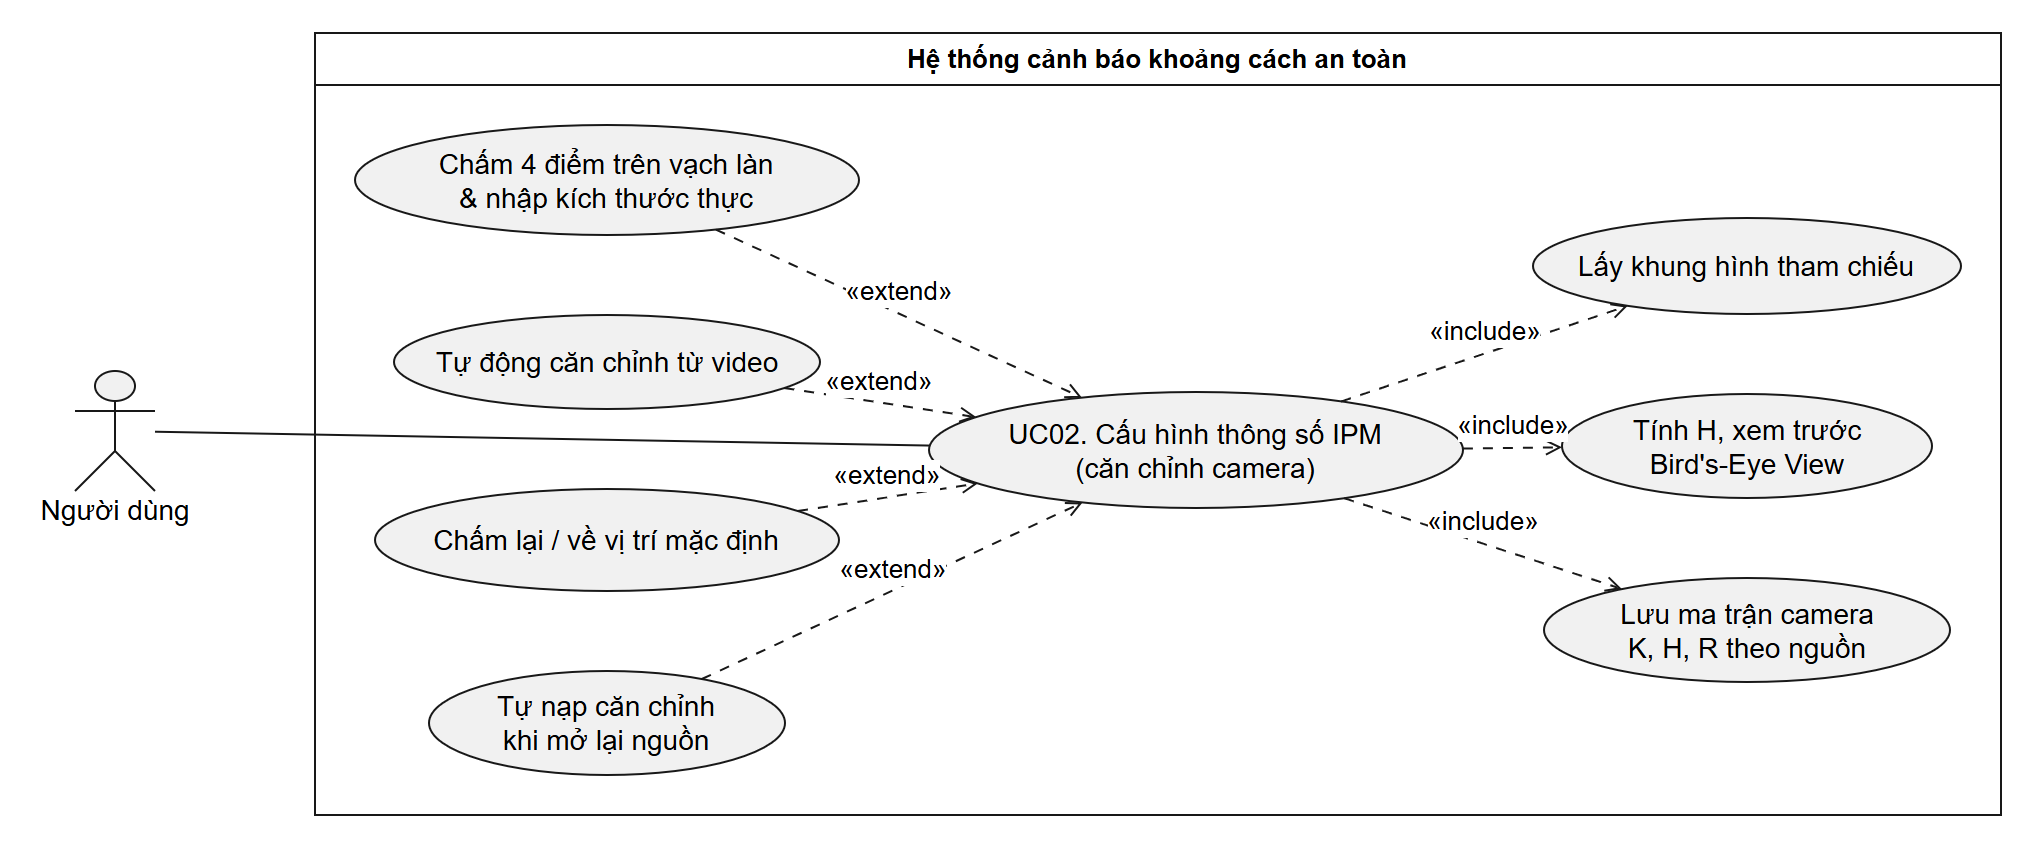 Hệ thống cảnh báo khoảng cách an toàn
Chấm 4 điểm trên vạch làn
& nhập kích thước thực
«extend»
Tự động căn chỉnh từ video
«extend»
Người dùng
«extend»
Chấm lại / về vị trí mặc định
«extend»
Tự nạp căn chỉnh
khi mở lại nguồn
UC02. Cấu hình thông số IPM
(căn chỉnh camera)
«include»
Lấy khung hình tham chiếu
«include»
Tính H, xem trước
Bird's-Eye View
«include»
Lưu ma trận camera
K, H, R theo nguồn